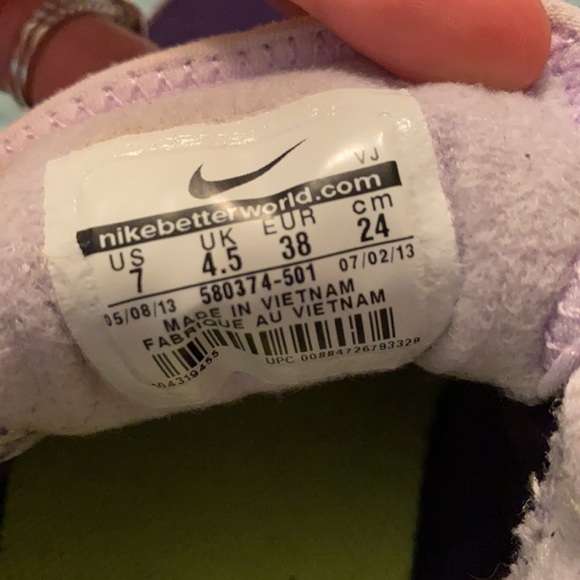 VJ
nikebetterworld.com
US UK EUR cm
7 4.5 38 24
05/08/13 580374-501 07/02/13
MADE IN VIETNAM
FABRIQUE AU VIETNAM
UPC 00884726793329